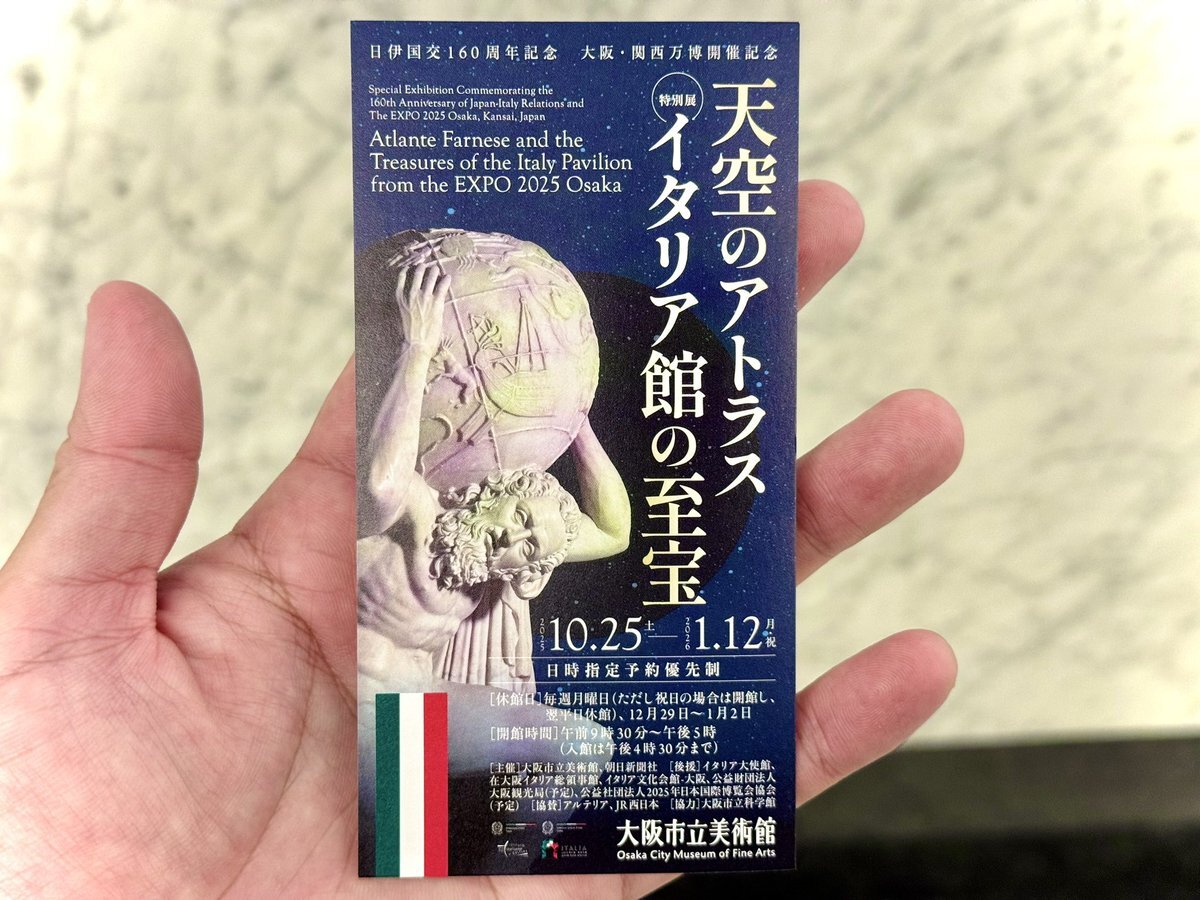 日伊国交160周年記念 大阪・関西万博開催記念
Special Exhibition Commemorating the
160th Anniversary of Japan-Italy Relations and
The EXPO 2025 Osaka, Kansai, Japan
Atlante Farnese and the
Treasures of the Italy Pavilion
from the EXPO 2025 Osaka
天空のアトラス
特別展
イタリア館の至宝
2025 10.25 土 — 2026 1.12 月・祝
日時指定予約優先制
[休館日]毎週月曜日(ただし祝日の場合は開館し、
翌平日休館)、12月29日~1月2日
[開館時間]午前9時30分~午後5時
(入館は午後4時30分まで)
[主催]大阪市立美術館、朝日新聞社 [後援]イタリア大使館、
在大阪イタリア総領事館、イタリア文化会館-大阪、公益財団法人
大阪観光局(予定)、公益社団法人2025年日本国際博覧会協会
(予定) [協賛]アルテリア、JR西日本 [協力]大阪市立科学館
ITALIA
大阪市立美術館
Osaka City Museum of Fine Arts